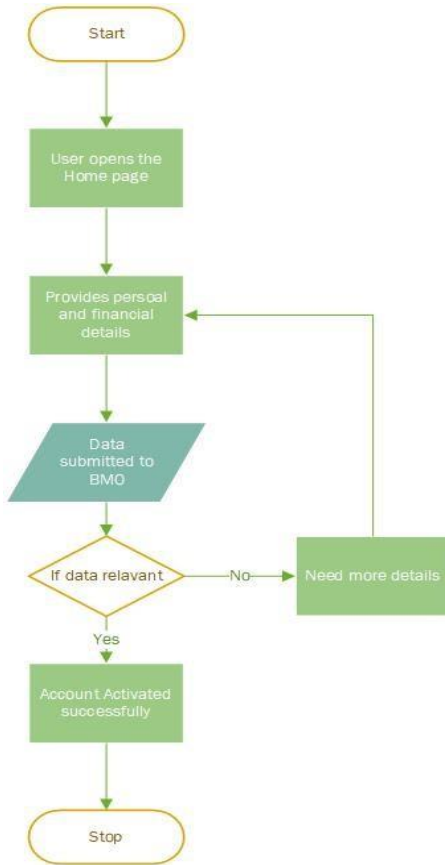 Start
User opens the
Home page
Provides persoal
and financial
details
Data
submitted to
BMO
If data relavant
No
Need more details
Yes
Account Activated
successfully
Stop